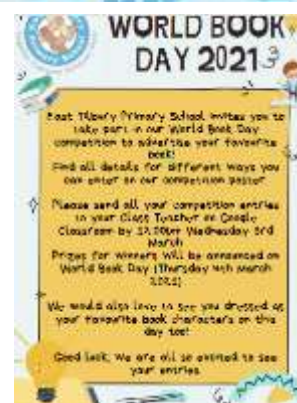 WORLD BOOK
DAY 2021
East Tilbury Primary School invites you to
take part in our World Book Day
competition to advertise your favourite
book!
Find all details for different ways you
can enter on our competition poster
Please send all your competition entries
to your Class Teacher on Google
Classroom by Wednesday 3rd
March
Prizes for winners will be announced on
World Book Day (Thursday 4th March
2021)
We would also love to see you dressed as
your favourite book characters on this
day too!
Good luck, We are all so excited to see
your entries